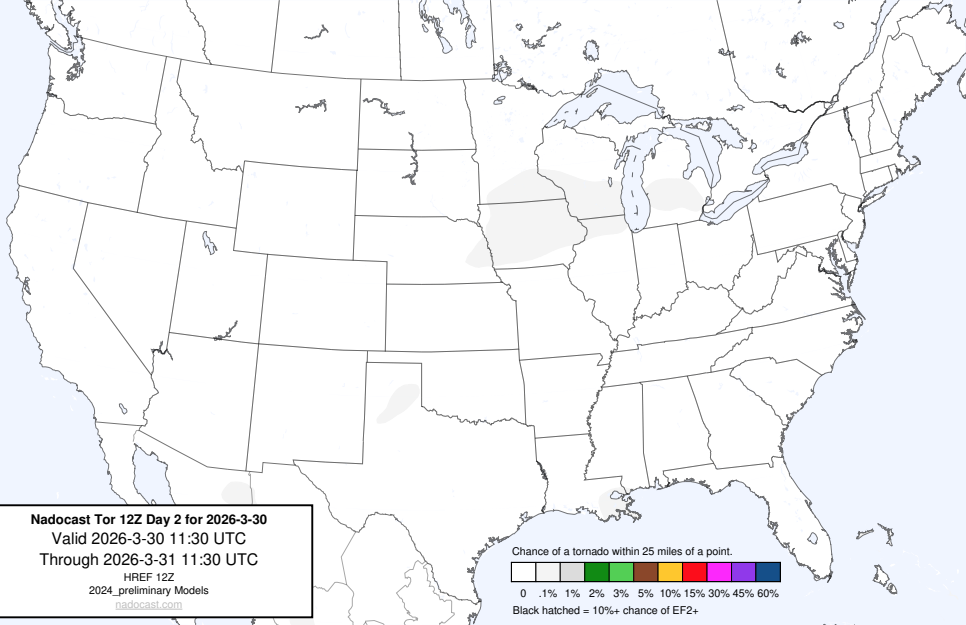 Nadocast Tor 12Z Day 2 for 2026-3-30
Valid 2026-3-30 11:30 UTC
Through 2026-3-31 11:30 UTC
HREF 12Z
2024_preliminary Models
nadocast.com
Chance of a tornado within 25 miles of a point.
0 .1% 1% 2% 3% 5% 10% 15% 30% 45% 60%
Black hatched = 10%+ chance of EF2+